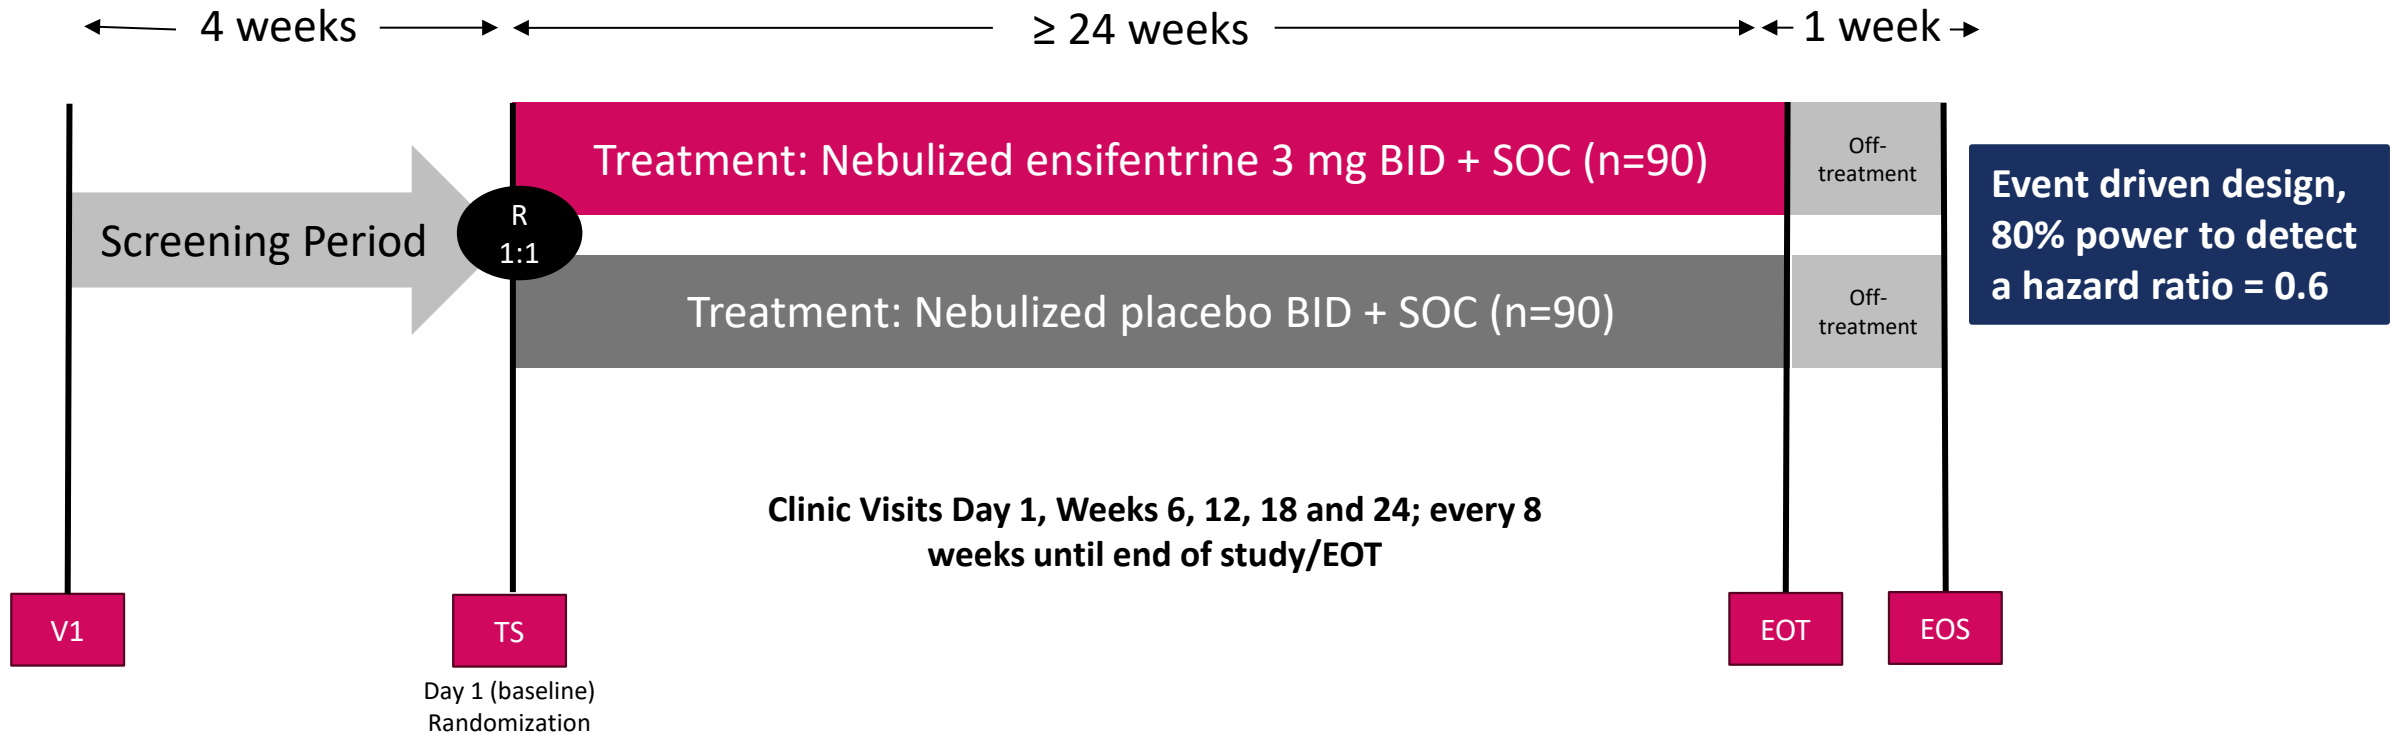 4 weeks
≥ 24 weeks
1 week
Treatment: Nebulized ensifentrine 3 mg BID + SOC (n=90)
Off-
treatment
Screening Period
R
1:1
Treatment: Nebulized placebo BID + SOC (n=90)
Off-
treatment
Event driven design,
80% power to detect
a hazard ratio = 0.6
Clinic Visits Day 1, Weeks 6, 12, 18 and 24; every 8
weeks until end of study/EOT
V1
TS
EOT
EOS
Day 1 (baseline)
Randomization